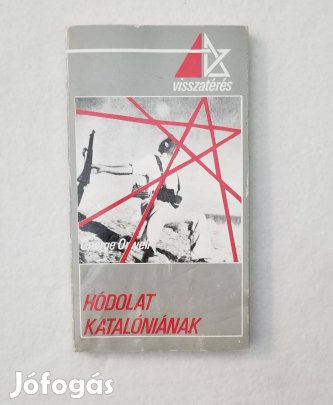 visszatérés
George Orwell
HÓDOLAT
KATALÓNIÁNAK
Jófogás